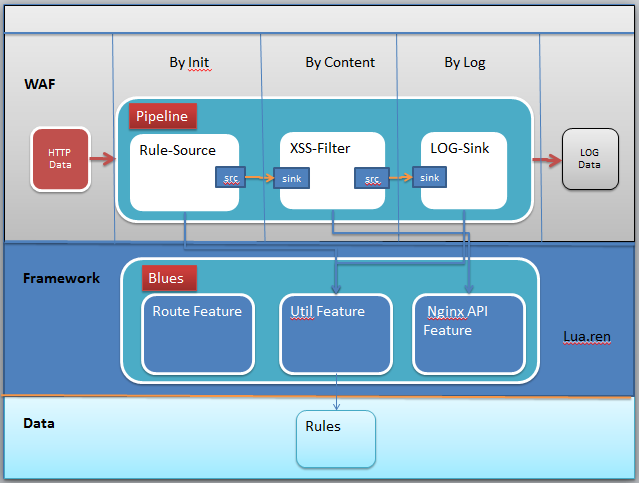 By Init
By Content
By Log
WAF
Pipeline
HTTP
Data
Rule-Source
XSS-Filter
LOG-Sink
src
sink
src
sink
LOG
Data
Framework
Blues
Route Feature
Util Feature
Nginx API
Feature
Lua.ren
Data
Rules